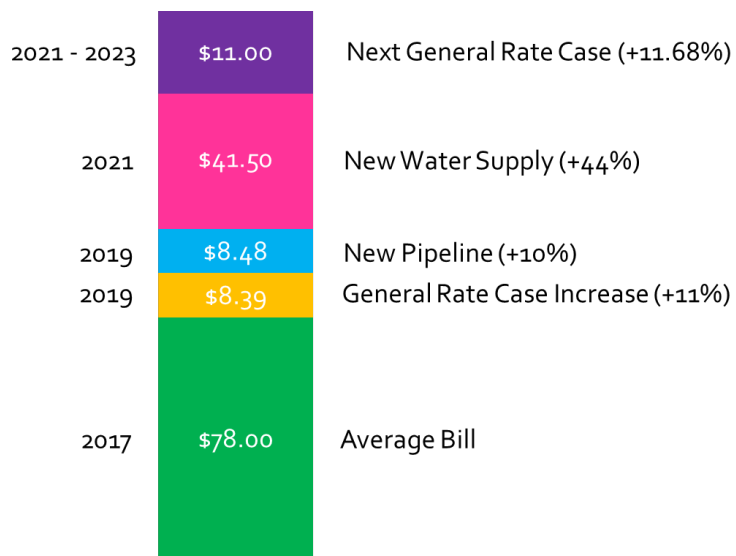 2021 - 2023 $11.00 Next General Rate Case (+11.68%)
2021 $41.50 New Water Supply (+44%)
2019 $8.48 New Pipeline (+10%)
2019 $8.39 General Rate Case Increase (+11%)
2017 $78.00 Average Bill